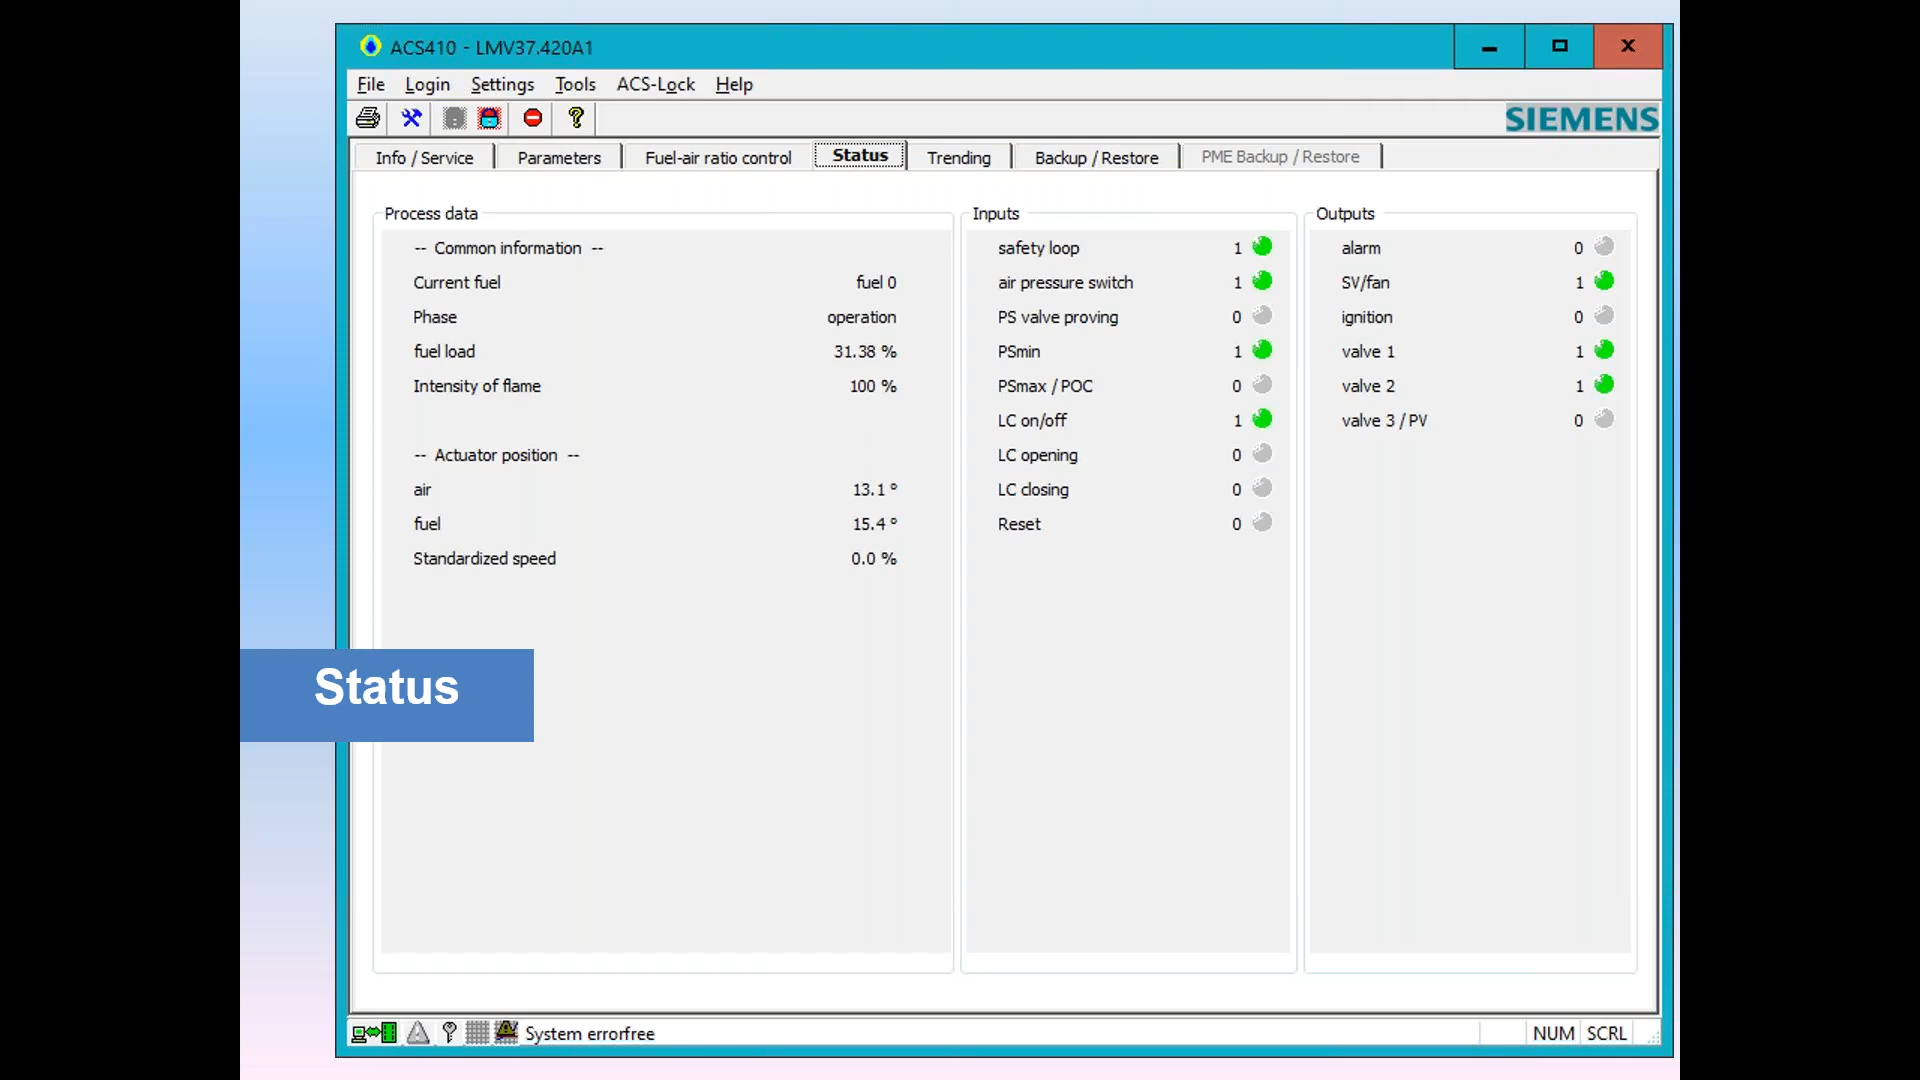 ACS410 - LMV37.420A1
File Login Settings Tools ACS-Lock Help
SIEMENS
Info / Service Parameters Fuel-air ratio control Status Trending Backup / Restore PME Backup / Restore
Process data
-- Common information --
Current fuel fuel 0
Phase operation
fuel load 31.38 %
Intensity of flame 100 %
-- Actuator position --
air 13.1 °
fuel 15.4 °
Standardized speed 0.0 %
Inputs
safety loop 1
air pressure switch 1
PS valve proving 0
PSmin 1
PSmax / POC 0
LC on/off 1
LC opening 0
LC closing 0
Reset 0
Outputs
alarm 0
SV/fan 1
ignition 0
valve 1 1
valve 2 1
valve 3 / PV 0
Status
System errorfree NUM SCRL